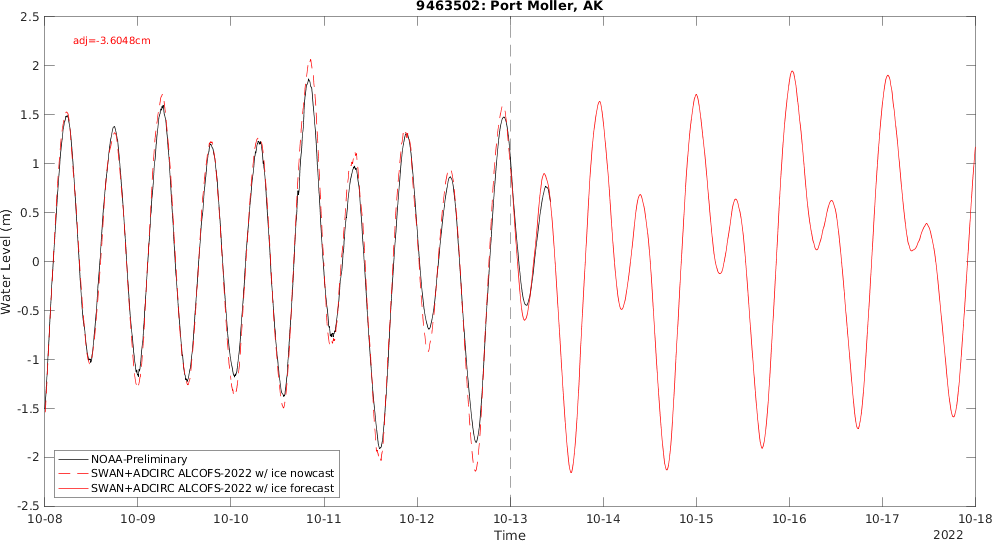 9463502: Port Moller, AK
adj=-3.6048cm
Water Level (m)
2.5
2
1.5
1
0.5
0
-0.5
-1
-1.5
-2
-2.5
NOAA-Preliminary
SWAN+ADCIRC ALCOFS-2022 w/ ice nowcast
SWAN+ADCIRC ALCOFS-2022 w/ ice forecast
10-08 10-09 10-10 10-11 10-12 10-13 10-14 10-15 10-16 10-17 10-18
Time
2022